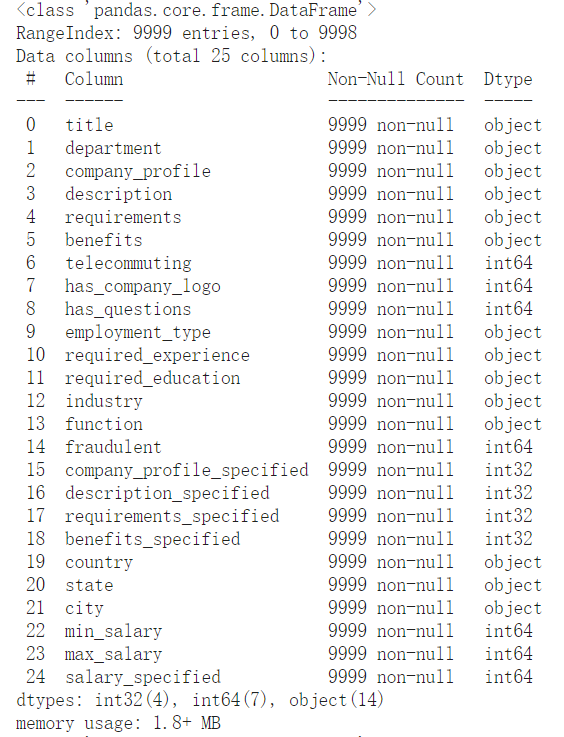 <class 'pandas.core.frame.DataFrame'>
RangeIndex: 9999 entries, 0 to 9998
Data columns (total 25 columns):
 #   Column                     Non-Null Count  Dtype
---  ------                     --------------  -----
 0   title                      9999 non-null   object
 1   department                 9999 non-null   object
 2   company_profile            9999 non-null   object
 3   description                9999 non-null   object
 4   requirements               9999 non-null   object
 5   benefits                   9999 non-null   object
 6   telecommuting              9999 non-null   int64
 7   has_company_logo           9999 non-null   int64
 8   has_questions              9999 non-null   int64
 9   employment_type            9999 non-null   object
 10  required_experience        9999 non-null   object
 11  required_education         9999 non-null   object
 12  industry                   9999 non-null   object
 13  function                   9999 non-null   object
 14  fraudulent                 9999 non-null   int64
 15  company_profile_specified  9999 non-null   int32
 16  description_specified      9999 non-null   int32
 17  requirements_specified     9999 non-null   int32
 18  benefits_specified         9999 non-null   int32
 19  country                    9999 non-null   object
 20  state                      9999 non-null   object
 21  city                       9999 non-null   object
 22  min_salary                 9999 non-null   int64
 23  max_salary                 9999 non-null   int64
 24  salary_specified           9999 non-null   int64
dtypes: int32(4), int64(7), object(14)
memory usage: 1.8+ MB